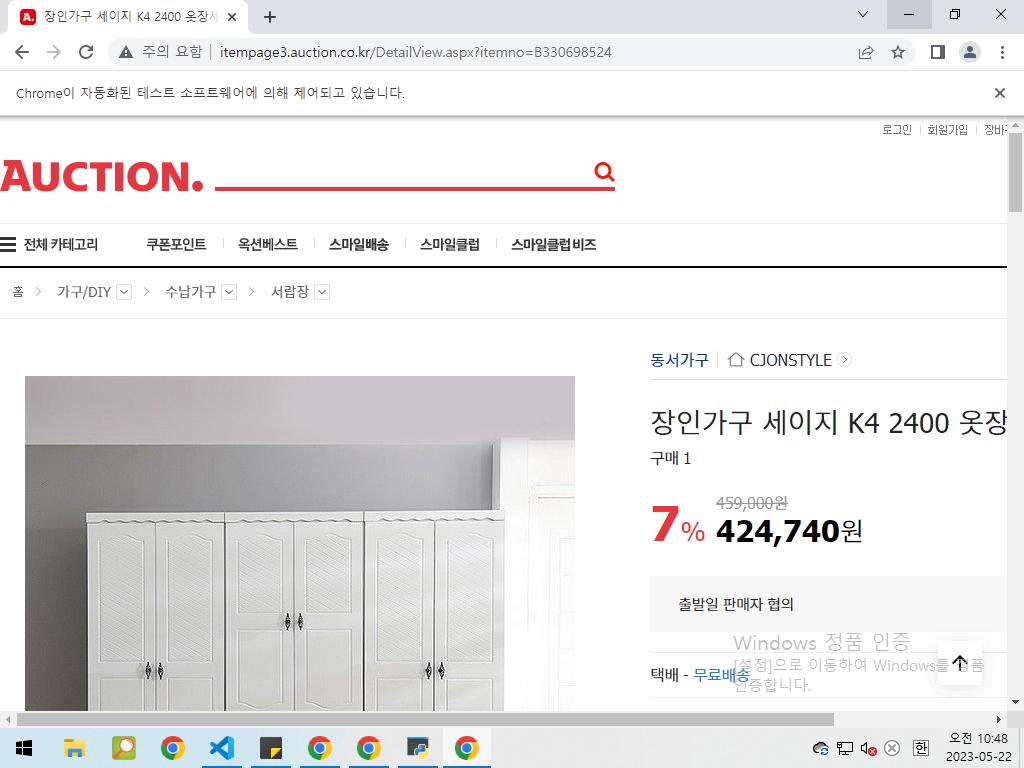 장인가구 세이지 K4 2400 옷장세
주의 요함
itempage3.auction.co.kr/DetailView.aspx?itemno=B330698524
Chrome이 자동화된 테스트 소프트웨어에 의해 제어되고 있습니다.
로그인 회원가입 장바
AUCTION.
전체 카테고리 쿠폰포인트 옥션베스트 스마일배송 스마일클럽 스마일클럽 비즈
홈 가구/DIY 수납가구 서랍장
동서가구 CJONSTYLE
장인가구 세이지 K4 2400 옷장
구매 1
459,000원
7% 424,740원
출발일 판매자 협의
택배 - 무료배송
Windows 정품 인증
[설정]으로 이동하여 Windows를 정품
인증합니다.
한
오전 10:48
2023-05-22